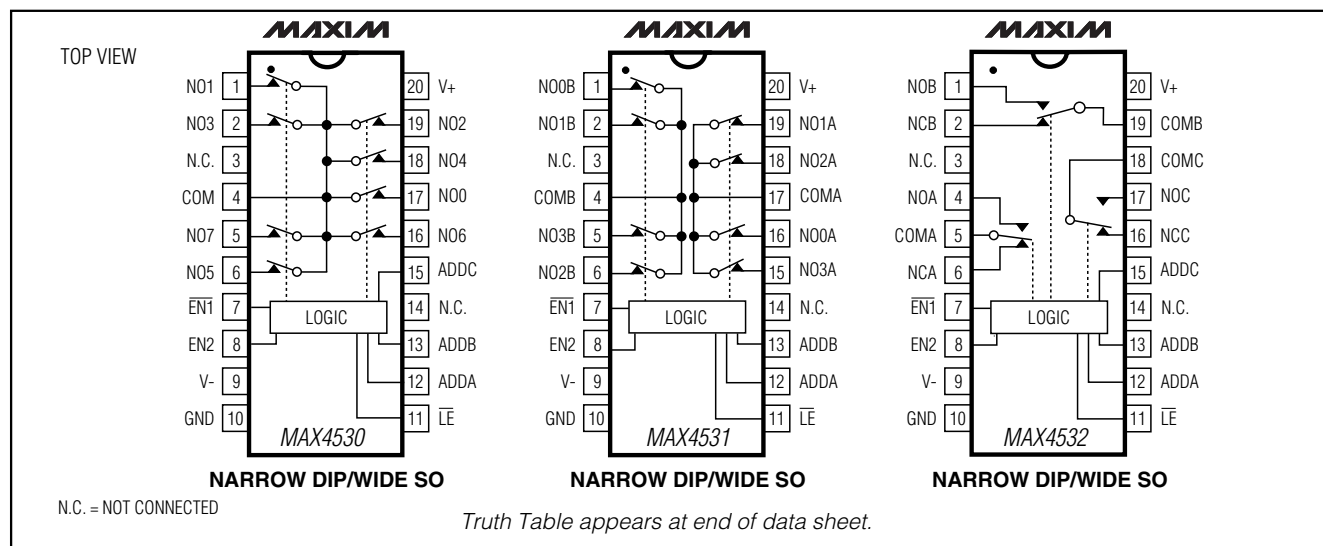 MAXIM MAXIM MAXIM
TOP VIEW
NO1 1 20 V+
NO3 2 19 NO2
N.C. 3 18 NO4
COM 4 17 NO0
NO7 5 16 NO6
NO5 6 15 ADDC
EN1 7 14 N.C.
EN2 8 13 ADDB
V- 9 12 ADDA
GND 10 11 LE
LOGIC
MAX4530
NARROW DIP/WIDE SO
NO0B 1 20 V+
NO1B 2 19 NO1A
N.C. 3 18 NO2A
COMB 4 17 COMA
NO3B 5 16 NO0A
NO2B 6 15 NO3A
EN1 7 14 N.C.
EN2 8 13 ADDB
V- 9 12 ADDA
GND 10 11 LE
LOGIC
MAX4531
NARROW DIP/WIDE SO
NOB 1 20 V+
NCB 2 19 COMB
N.C. 3 18 COMC
NOA 4 17 NOC
COMA 5 16 NCC
NCA 6 15 ADDC
EN1 7 14 N.C.
EN2 8 13 ADDB
V- 9 12 ADDA
GND 10 11 LE
LOGIC
MAX4532
NARROW DIP/WIDE SO
N.C. = NOT CONNECTED
Truth Table appears at end of data sheet.